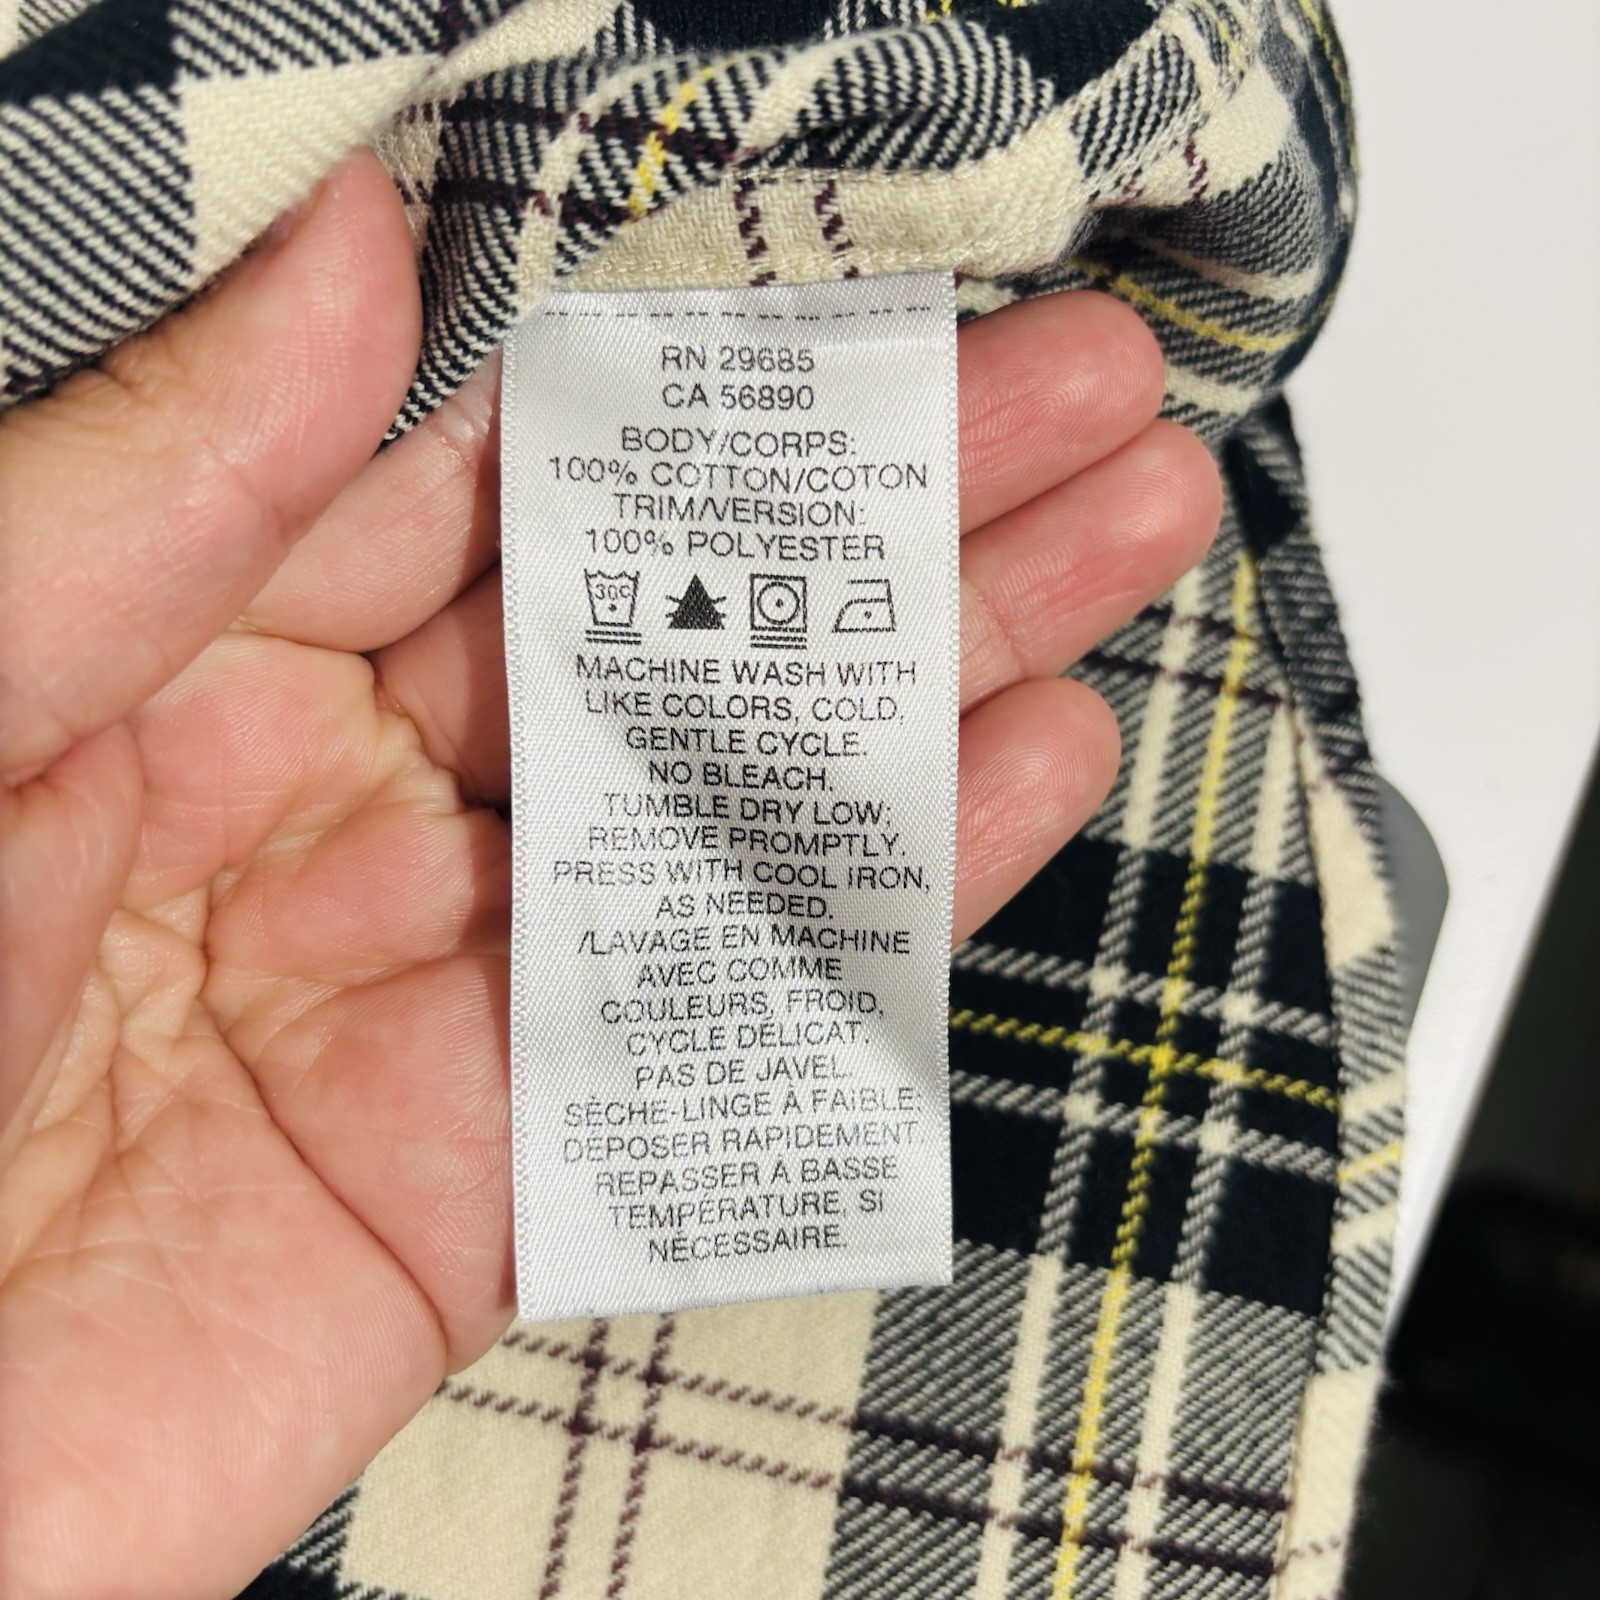 RN 29685
CA 56890
BODY/CORPS:
100% COTTON/COTON
TRIM/VERSION:
100% POLYESTER
30C
MACHINE WASH WITH
LIKE COLORS, COLD,
GENTLE CYCLE.
NO BLEACH.
TUMBLE DRY LOW;
REMOVE PROMPTLY.
PRESS WITH COOL IRON,
AS NEEDED.
/LAVAGE EN MACHINE
AVEC COMME
COULEURS, FROID,
CYCLE DÉLICAT.
PAS DE JAVEL.
SÈCHE-LINGE À FAIBLE;
DEPOSER RAPIDEMENT.
REPASSER À BASSE
TEMPÉRATURE, SI
NÉCESSAIRE.